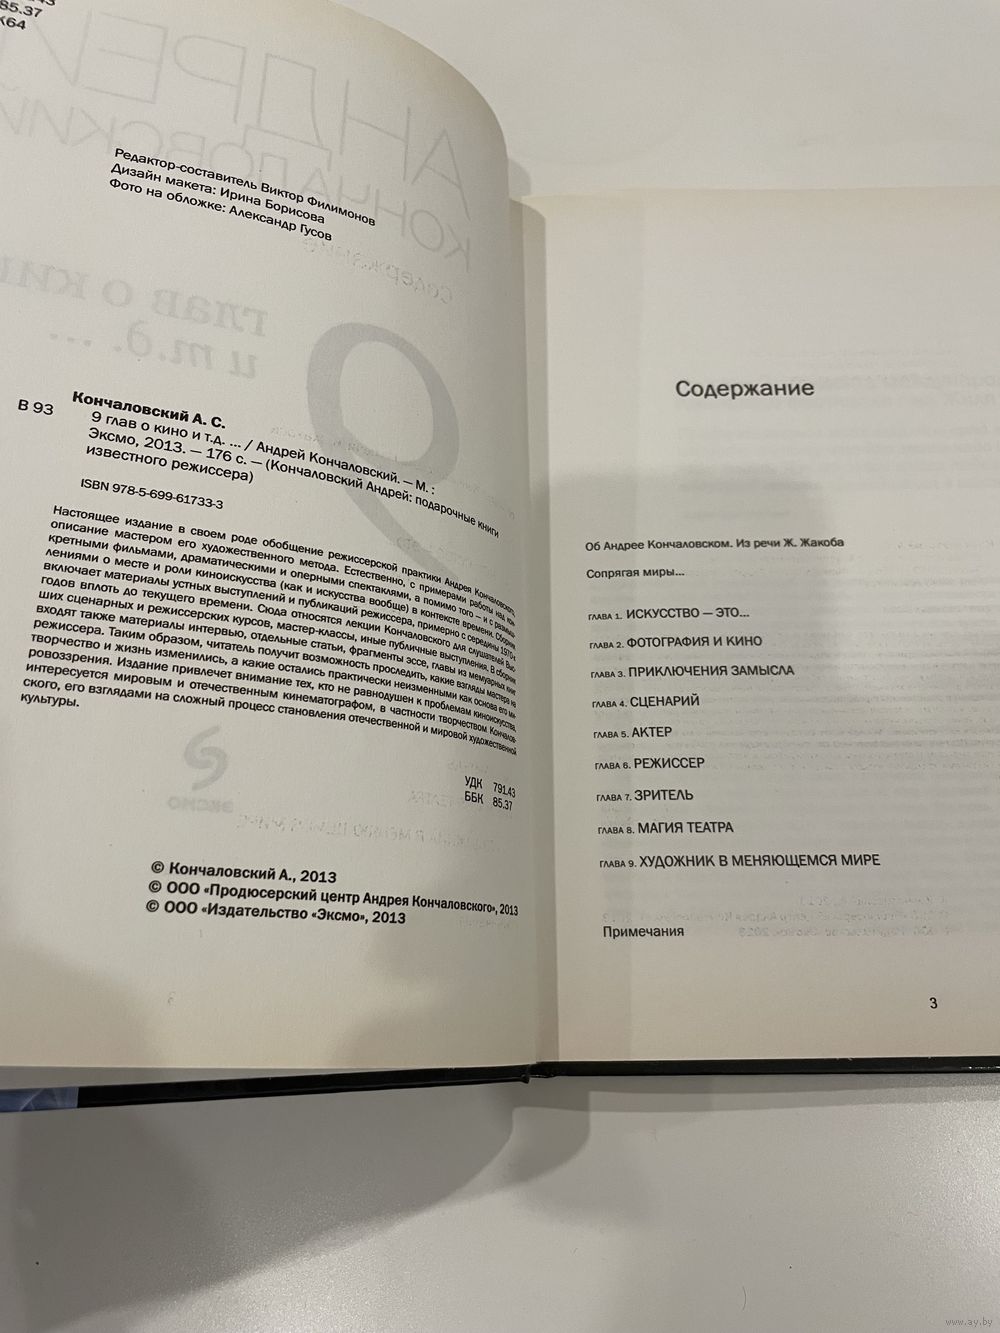 85.37
К64
Редактор-составитель Виктор Филимонов
Дизайн макета: Ирина Борисова
Фото на обложке: Александр Гусов
Кончаловский А. С.
В 93
9 глав о кино и т.д. ... / Андрей Кончаловский. — М. :
Эксмо, 2013. — 176 с. — (Кончаловский Андрей: подарочные книги
известного режиссера)
ISBN 978-5-699-61733-3
Настоящее издание в своем роде обобщение режиссерской практики Андрея Кончаловского,
описание мастером его художественного метода. Естественно, с примерами работы над кон-
кретными фильмами, драматическими и оперными спектаклями, а помимо того — и с размыш-
лениями о месте и роли киноискусства (как и искусства вообще) в контексте времени. Сборник
включает материалы устных выступлений и публикаций режиссера, примерно с середины 1970-х
годов вплоть до текущего времени. Сюда относятся лекции Кончаловского для слушателей Выс-
ших сценарных и режиссерских курсов, мастер-классы, иные публичные выступления. В сборник
входят также материалы интервью, отдельные статьи, фрагменты эссе, главы из мемуарных книг
режиссера. Таким образом, читатель получит возможность проследить, какие взгляды мастера на
творчество и жизнь изменились, а какие остались практически неизменными как основа его ми-
ровоззрения. Издание привлечет внимание тех, кто не равнодушен к проблемам киноискусства,
интересуется мировым и отечественным кинематографом, в частности творчеством Кончалов-
ского, его взглядами на сложный процесс становления отечественной и мировой художественной
культуры.
УДК 791.43
ББК 85.37
© Кончаловский А., 2013
© ООО «Продюсерский центр Андрея Кончаловского», 2013
© ООО «Издательство «Эксмо», 2013
Содержание
Об Андрее Кончаловском. Из речи Ж. Жакоба
Сопрягая миры...
ГЛАВА 1. ИСКУССТВО — ЭТО...
ГЛАВА 2. ФОТОГРАФИЯ И КИНО
ГЛАВА 3. ПРИКЛЮЧЕНИЯ ЗАМЫСЛА
ГЛАВА 4. СЦЕНАРИЙ
ГЛАВА 5. АКТЕР
ГЛАВА 6. РЕЖИССЕР
ГЛАВА 7. ЗРИТЕЛЬ
ГЛАВА 8. МАГИЯ ТЕАТРА
ГЛАВА 9. ХУДОЖНИК В МЕНЯЮЩЕМСЯ МИРЕ
Примечания
3
www.ay.by